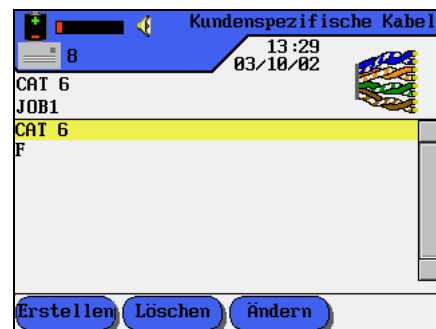 Kundenspezifische Kabel
8
13:29
03/10/02
CAT 6
JOB1
CAT 6
F
Erstellen Löschen Ändern